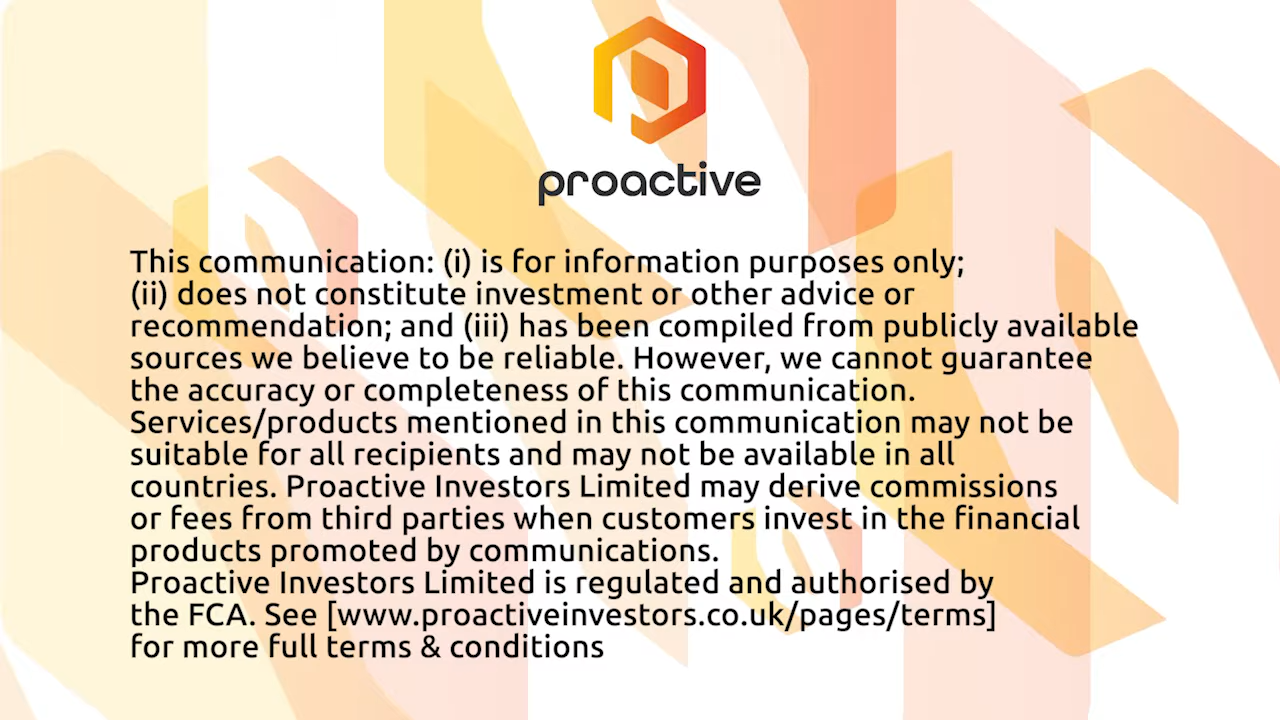 proactive
This communication: (i) is for information purposes only;
(ii) does not constitute investment or other advice or
recommendation; and (iii) has been compiled from publicly available
sources we believe to be reliable. However, we cannot guarantee
the accuracy or completeness of this communication.
Services/products mentioned in this communication may not be
suitable for all recipients and may not be available in all
countries. Proactive Investors Limited may derive commissions
or fees from third parties when customers invest in the financial
products promoted by communications.
Proactive Investors Limited is regulated and authorised by
the FCA. See [www.proactiveinvestors.co.uk/pages/terms]
for more full terms & conditions